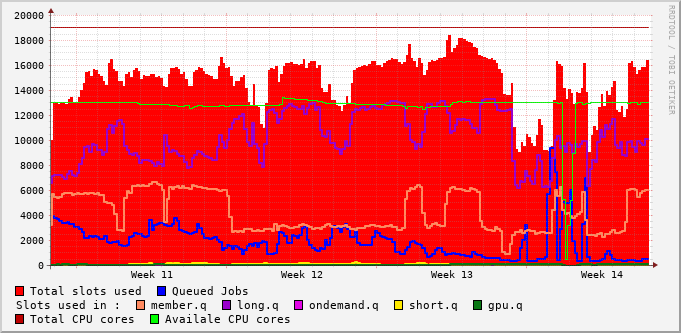 20000
18000
16000
14000
12000
10000
8000
6000
4000
2000
0
Week 11 Week 12 Week 13 Week 14
RRDTOOL / TOBI OETIKER
Total slots used Queued Jobs
Slots used in : member.q long.q ondemand.q short.q gpu.q
Total CPU cores Availale CPU cores